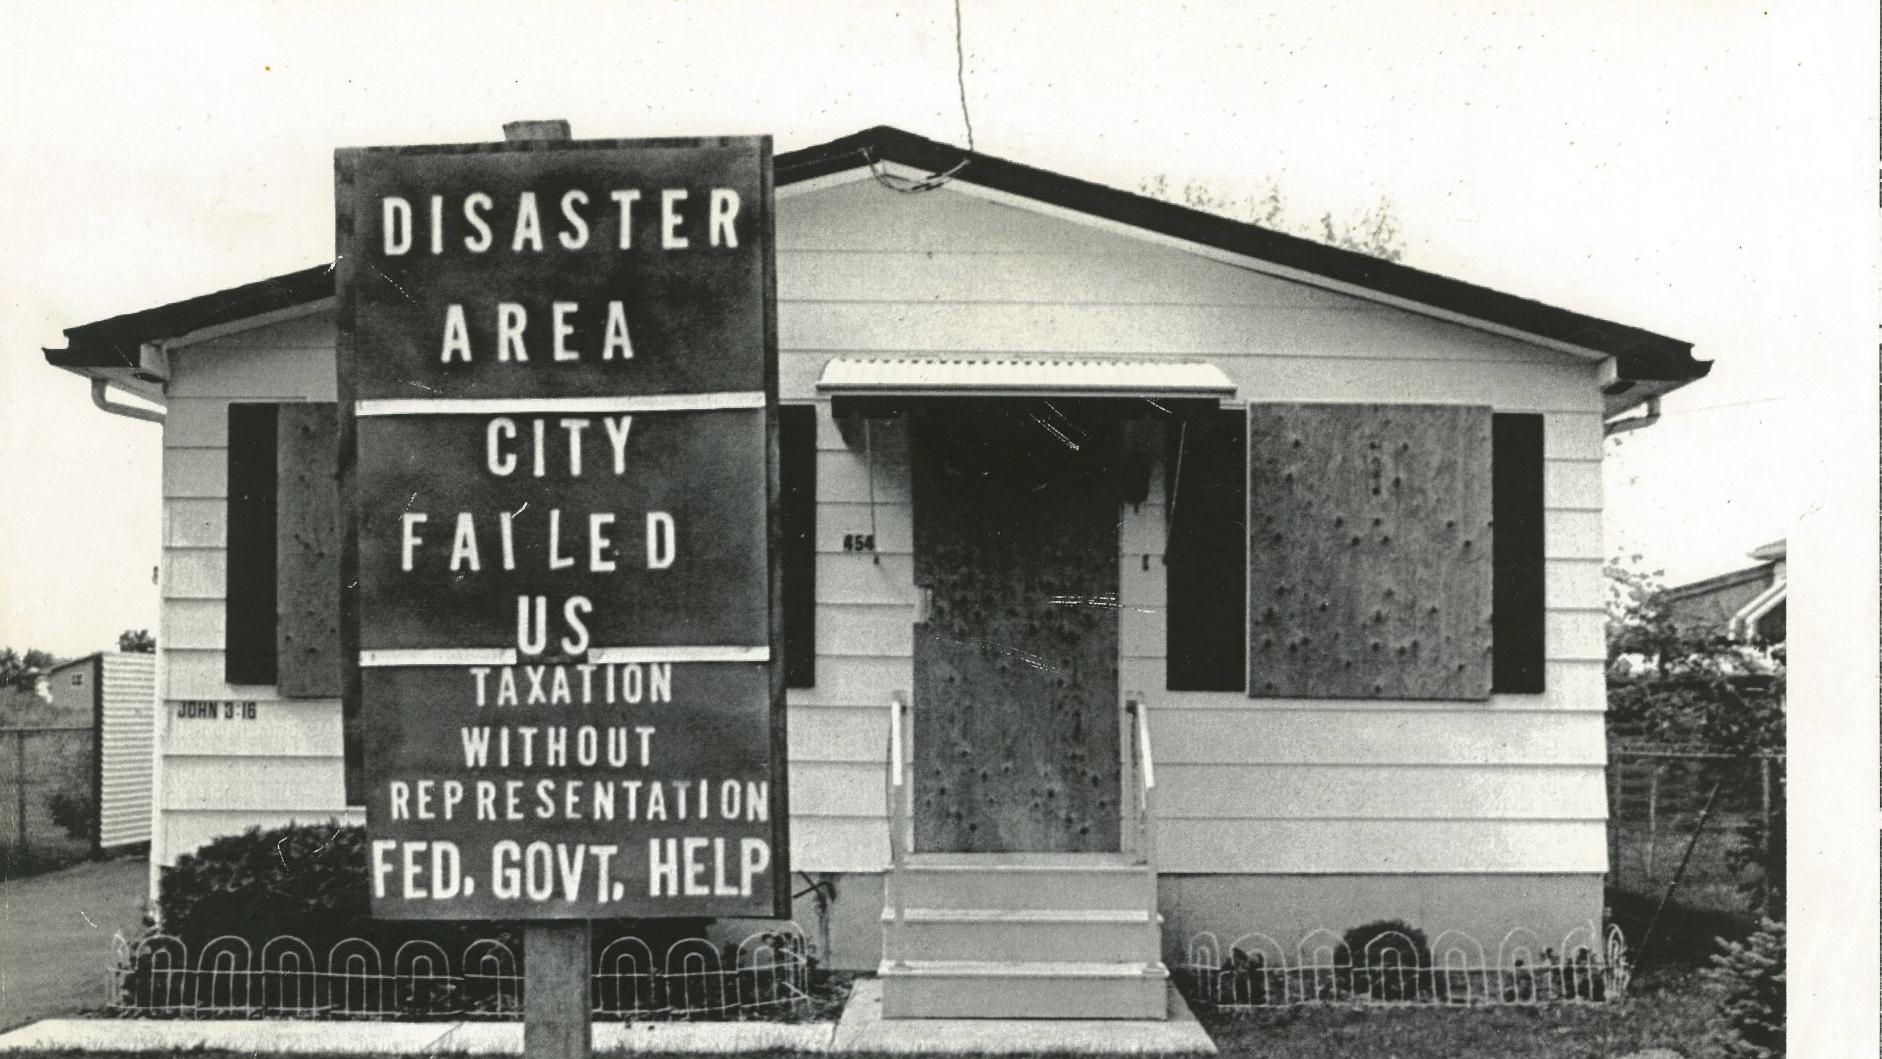 DISASTER
AREA
CITY
FAILED
US
TAXATION
WITHOUT
REPRESENTATION
FED. GOVT. HELP
454
JOHN 3:16